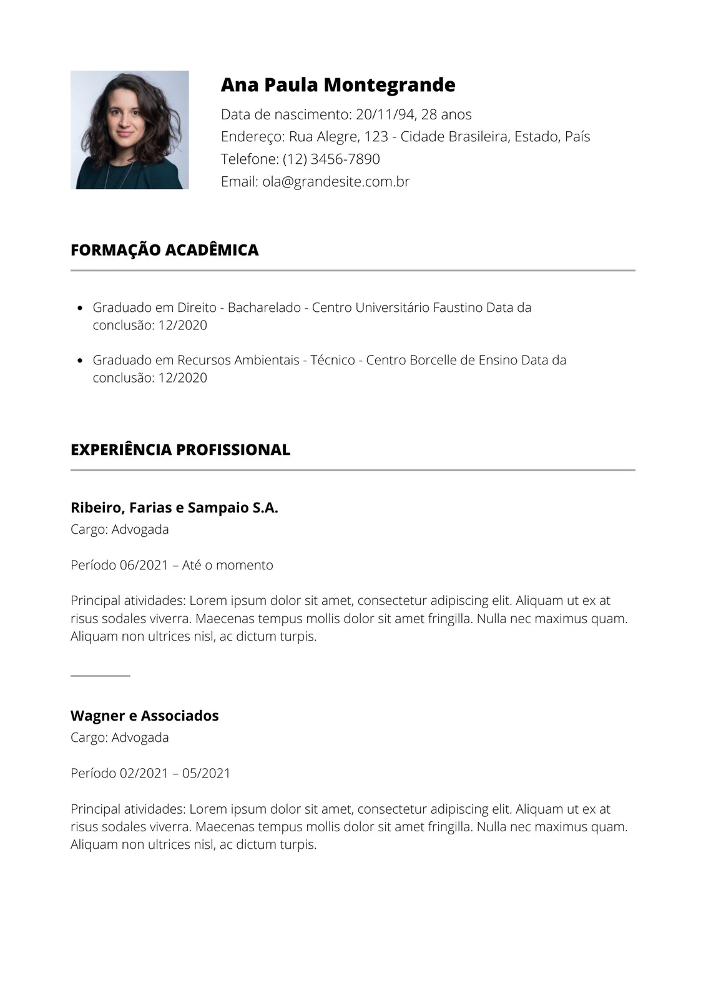 Ana Paula Montegrande
Data de nascimento: 20/11/94, 28 anos
Endereço: Rua Alegre, 123 - Cidade Brasileira, Estado, País
Telefone: (12) 3456-7890
Email: ola@grandesite.com.br
FORMAÇÃO ACADÊMICA
• Graduado em Direito - Bacharelado - Centro Universitário Faustino Data da
conclusão: 12/2020
• Graduado em Recursos Ambientais - Técnico - Centro Borcelle de Ensino Data da
conclusão: 12/2020
EXPERIÊNCIA PROFISSIONAL
Ribeiro, Farias e Sampaio S.A.
Cargo: Advogada
Período 06/2021 – Até o momento
Principal atividades: Lorem ipsum dolor sit amet, consectetur adipiscing elit. Aliquam ut ex at
risus sodales viverra. Maecenas tempus mollis dolor sit amet fringilla. Nulla nec maximus quam.
Aliquam non ultrices nisl, ac dictum turpis.
Wagner e Associados
Cargo: Advogada
Período 02/2021 – 05/2021
Principal atividades: Lorem ipsum dolor sit amet, consectetur adipiscing elit. Aliquam ut ex at
risus sodales viverra. Maecenas tempus mollis dolor sit amet fringilla. Nulla nec maximus quam.
Aliquam non ultrices nisl, ac dictum turpis.